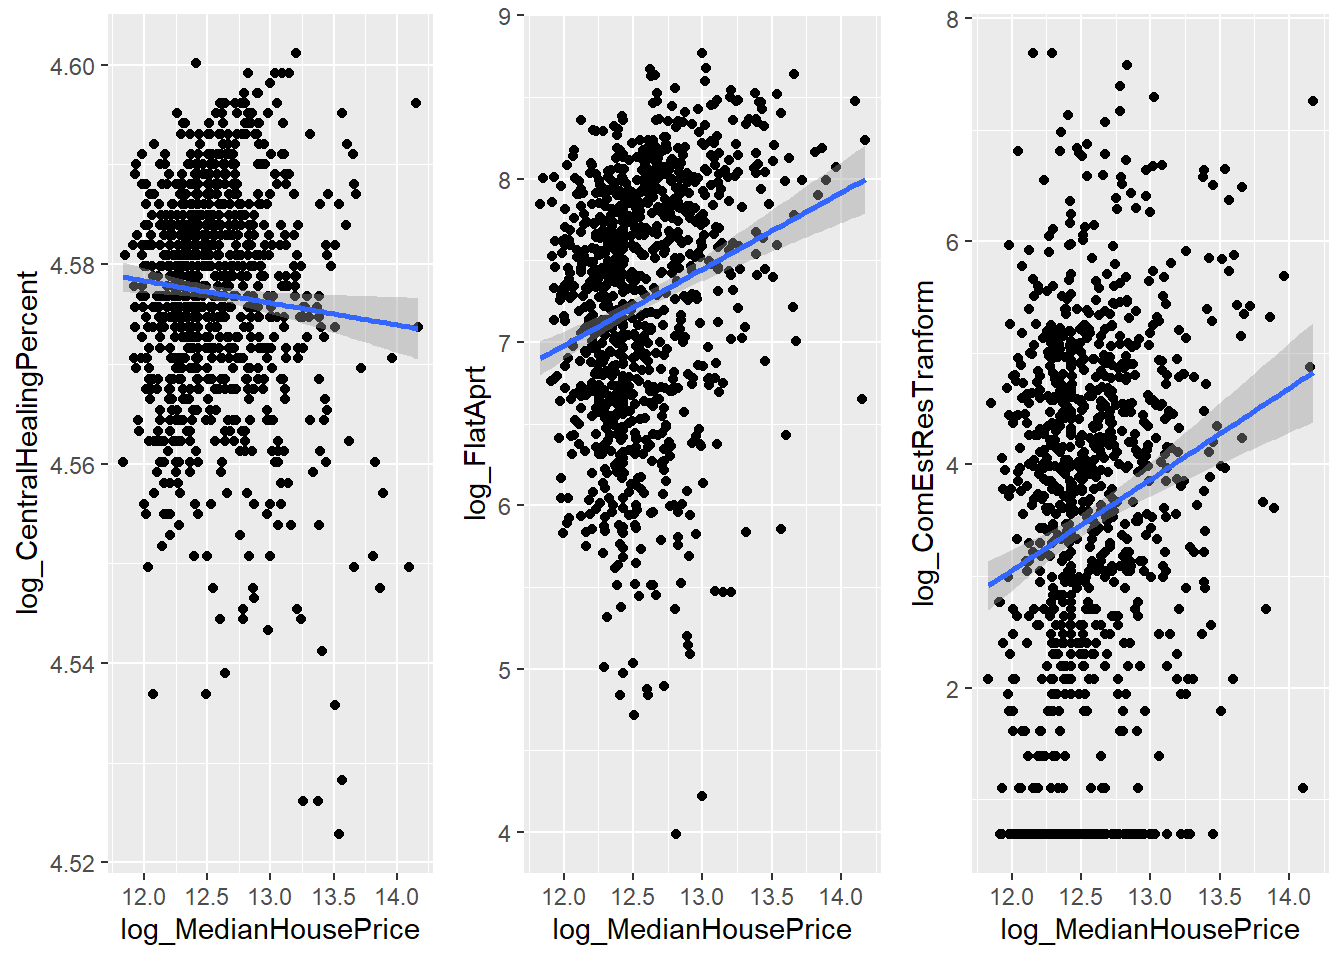 4.60
4.58
4.56
4.54
4.52
log_CentralHealingPercent
12.0 12.5 13.0 13.5 14.0
log_MedianHousePrice
9
8
7
6
5
4
log_FlatAprt
12.0 12.5 13.0 13.5 14.0
log_MedianHousePrice
8
6
4
2
log_ComEstResTranform
12.0 12.5 13.0 13.5 14.0
log_MedianHousePrice